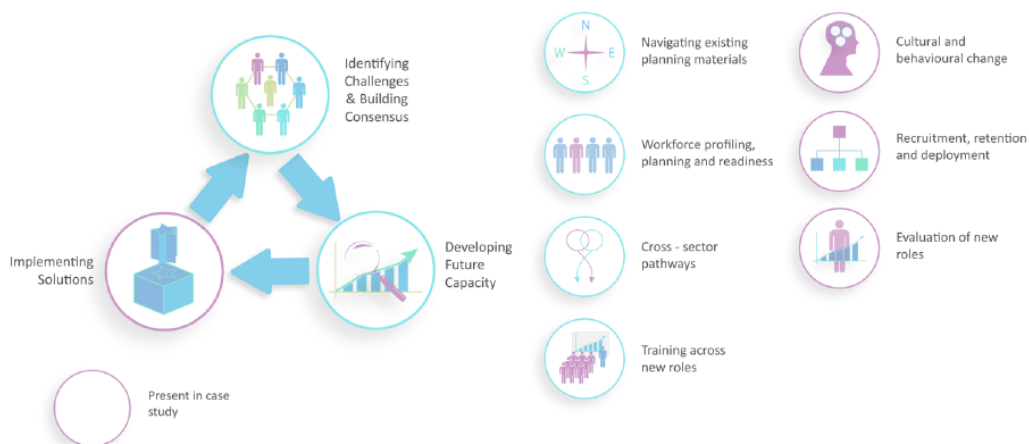 Identifying
Challenges
& Building
Consensus
Implementing
Solutions
Developing
Future
Capacity
Present in case
study
N
W E
S
Navigating existing
planning materials
Workforce profiling,
planning and readiness
Cross - sector
pathways
Training across
new roles
Cultural and
behavioural change
Recruitment, retention
and deployment
Evaluation of new
roles